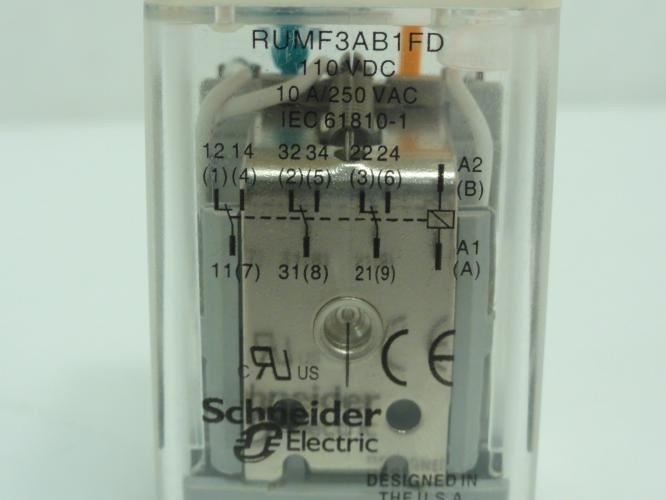 RUMF3AB1FD
110 VDC
10 A/250 VAC
IEC 61810-1
12 14 32 34 22 24 A2
(1) (4) (2) (5) (3) (6) (B)
A1
11(7) 31(8) 21(9) (A)
C RU US CE
Schneider
Electric
DESIGNED IN
THE U.S.A.